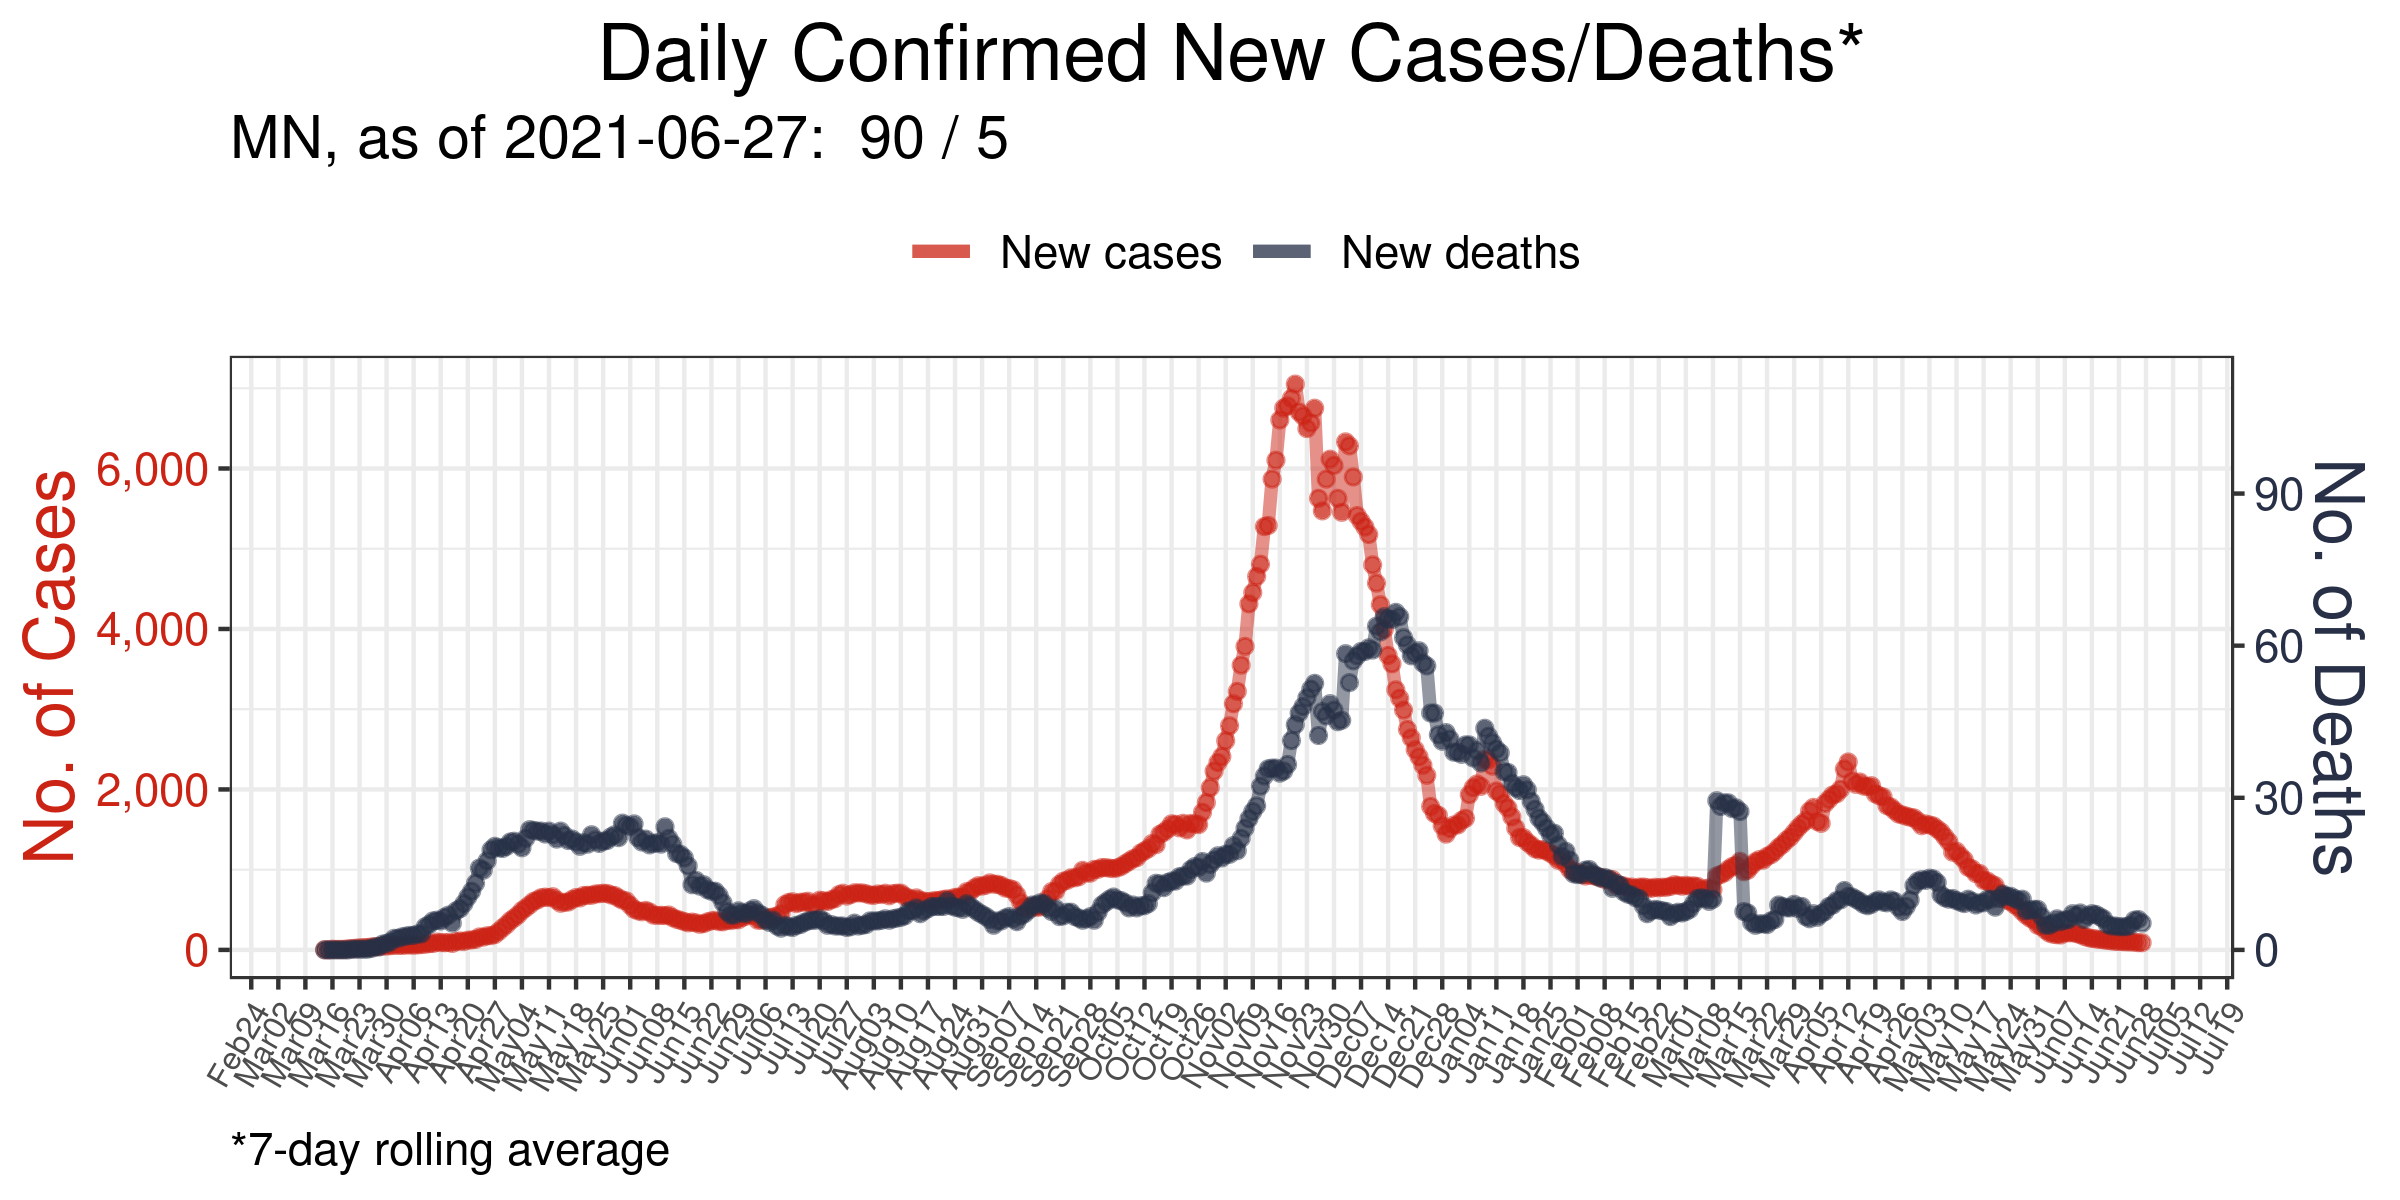 Daily Confirmed New Cases/Deaths*
MN, as of 2021-06-27: 90 / 5
New cases
New deaths
No. of Cases
6,000
4,000
2,000
0
90
60
30
0
No. of Deaths
Feb24
Mar02
Mar09
Mar16
Mar23
Mar30
Apr06
Apr13
Apr20
Apr27
May04
May11
May18
May25
Jun01
Jun08
Jun15
Jun22
Jun29
Jul06
Jul13
Jul20
Jul27
Aug03
Aug10
Aug17
Aug24
Aug31
Sep07
Sep14
Sep21
Sep28
Oct05
Oct12
Oct19
Oct26
Nov02
Nov09
Nov16
Nov23
Nov30
Dec07
Dec14
Dec21
Dec28
Jan04
Jan11
Jan18
Jan25
Feb01
Feb08
Feb15
Feb22
Mar01
Mar08
Mar15
Mar22
Mar29
Apr05
Apr12
Apr19
Apr26
May03
May10
May17
May24
May31
Jun07
Jun14
Jun21
Jun28
Jul05
Jul12
Jul19
*7-day rolling average